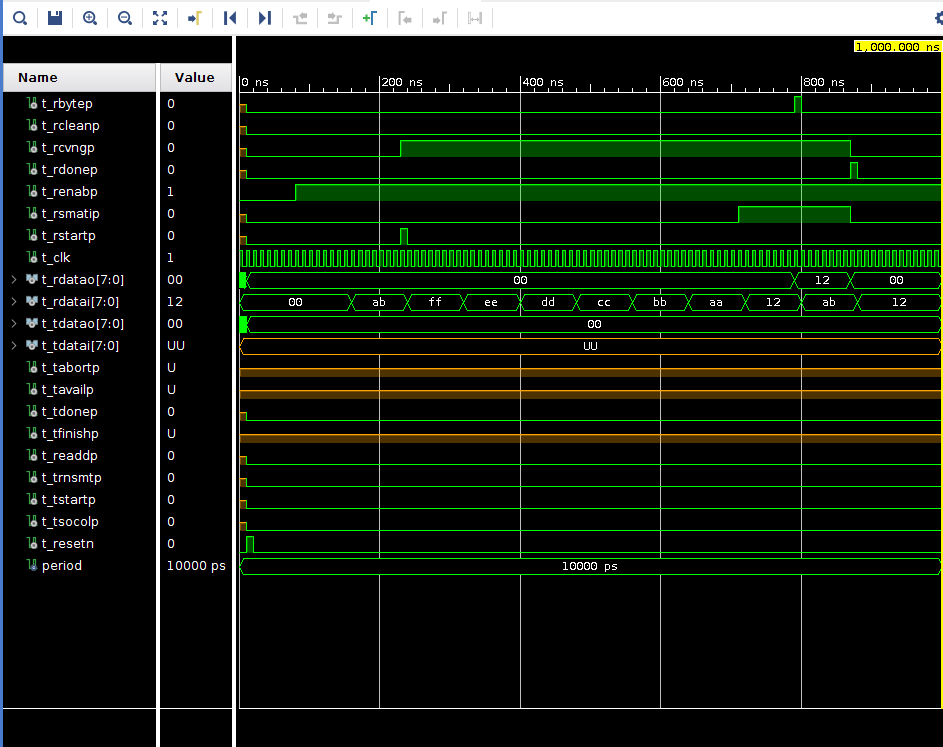 1,000.000 ns
Name Value
0 ns 200 ns 400 ns 600 ns 800 ns
t_rbytep 0
t_rcleanp 0
t_rcvngp 0
t_rdonep 0
t_renabp 1
t_rsmatip 0
t_rstartp 0
t_clk 1
t_rdatao[7:0] 00 00 12 00
t_rdatai[7:0] 12 00 ab ff ee dd cc bb aa 12 ab 12
t_tdatao[7:0] 00 00
t_tdatai[7:0] UU UU
t_tabortp U
t_tavailp U
t_tdonep 0
t_tfinishp U
t_treaddp 0
t_trnsmtp 0
t_tstartp 0
t_tsocolp 0
t_resetn 0
period 10000 ps 10000 ps